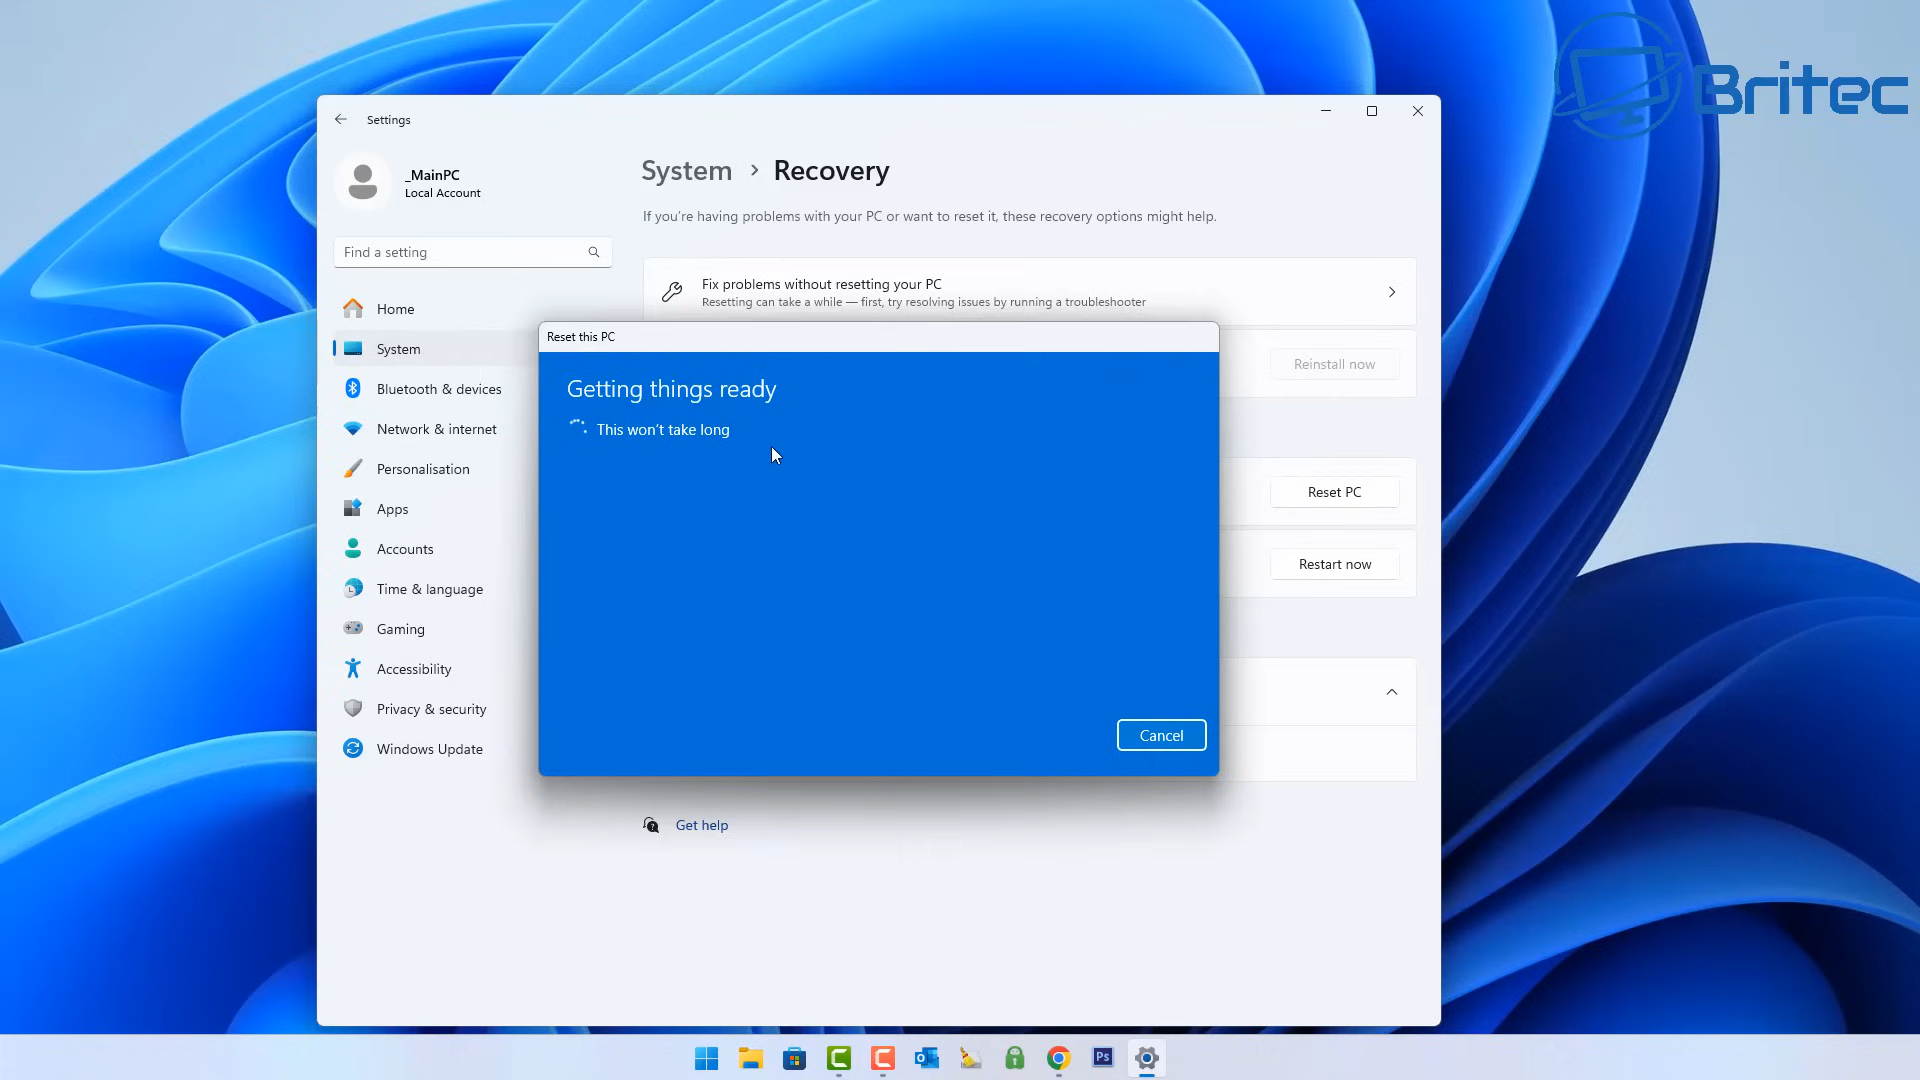 Britec
Settings
_MainPC
Local Account
Find a setting
Home
System
Bluetooth & devices
Network & internet
Personalisation
Apps
Accounts
Time & language
Gaming
Accessibility
Privacy & security
Windows Update
System > Recovery
If you're having problems with your PC or want to reset it, these recovery options might help.
Fix problems without resetting your PC
Resetting can take a while — first, try resolving issues by running a troubleshooter
Reinstall now
Reset this PC
Getting things ready
This won't take long
Cancel
Reset PC
Restart now
Get help
Ps